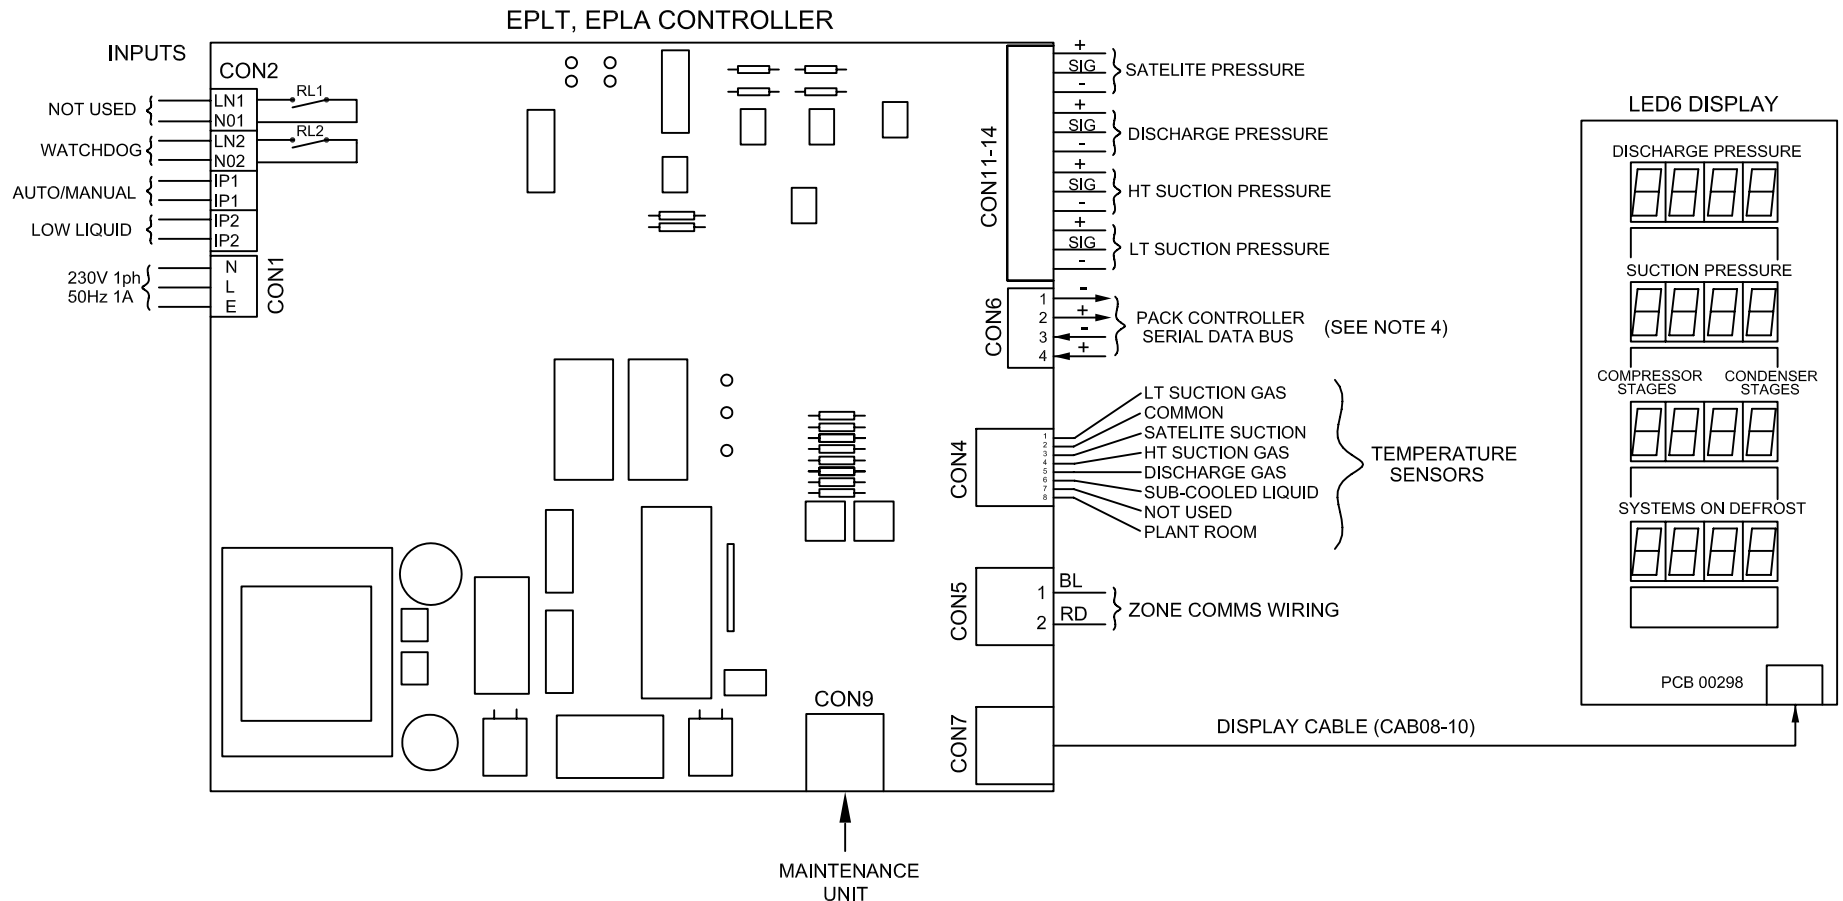 EPLT, EPLA CONTROLLER
INPUTS
CON2
NOT USED
LN1
RL1
N01
WATCHDOG
LN2
RL2
N02
AUTO/MANUAL
IP1
IP1
LOW LIQUID
IP2
IP2
230V 1ph
50Hz 1A
N
L
E
CON1
CON11-14
+
SIG
-
SATELITE PRESSURE
+
SIG
-
DISCHARGE PRESSURE
+
SIG
-
HT SUCTION PRESSURE
+
SIG
-
LT SUCTION PRESSURE
CON6
1 -
2 +
3 -
4 +
PACK CONTROLLER
SERIAL DATA BUS
(SEE NOTE 4)
CON4
1 LT SUCTION GAS
2 COMMON
3 SATELITE SUCTION
4 HT SUCTION GAS
5 DISCHARGE GAS
6 SUB-COOLED LIQUID
7 NOT USED
8 PLANT ROOM
TEMPERATURE
SENSORS
CON5
1 BL
2 RD
ZONE COMMS WIRING
CON9
CON7
DISPLAY CABLE (CAB08-10)
MAINTENANCE
UNIT
LED6 DISPLAY
DISCHARGE PRESSURE
8888
SUCTION PRESSURE
8888
COMPRESSOR
STAGES
CONDENSER
STAGES
8888
SYSTEMS ON DEFROST
8888
PCB 00298